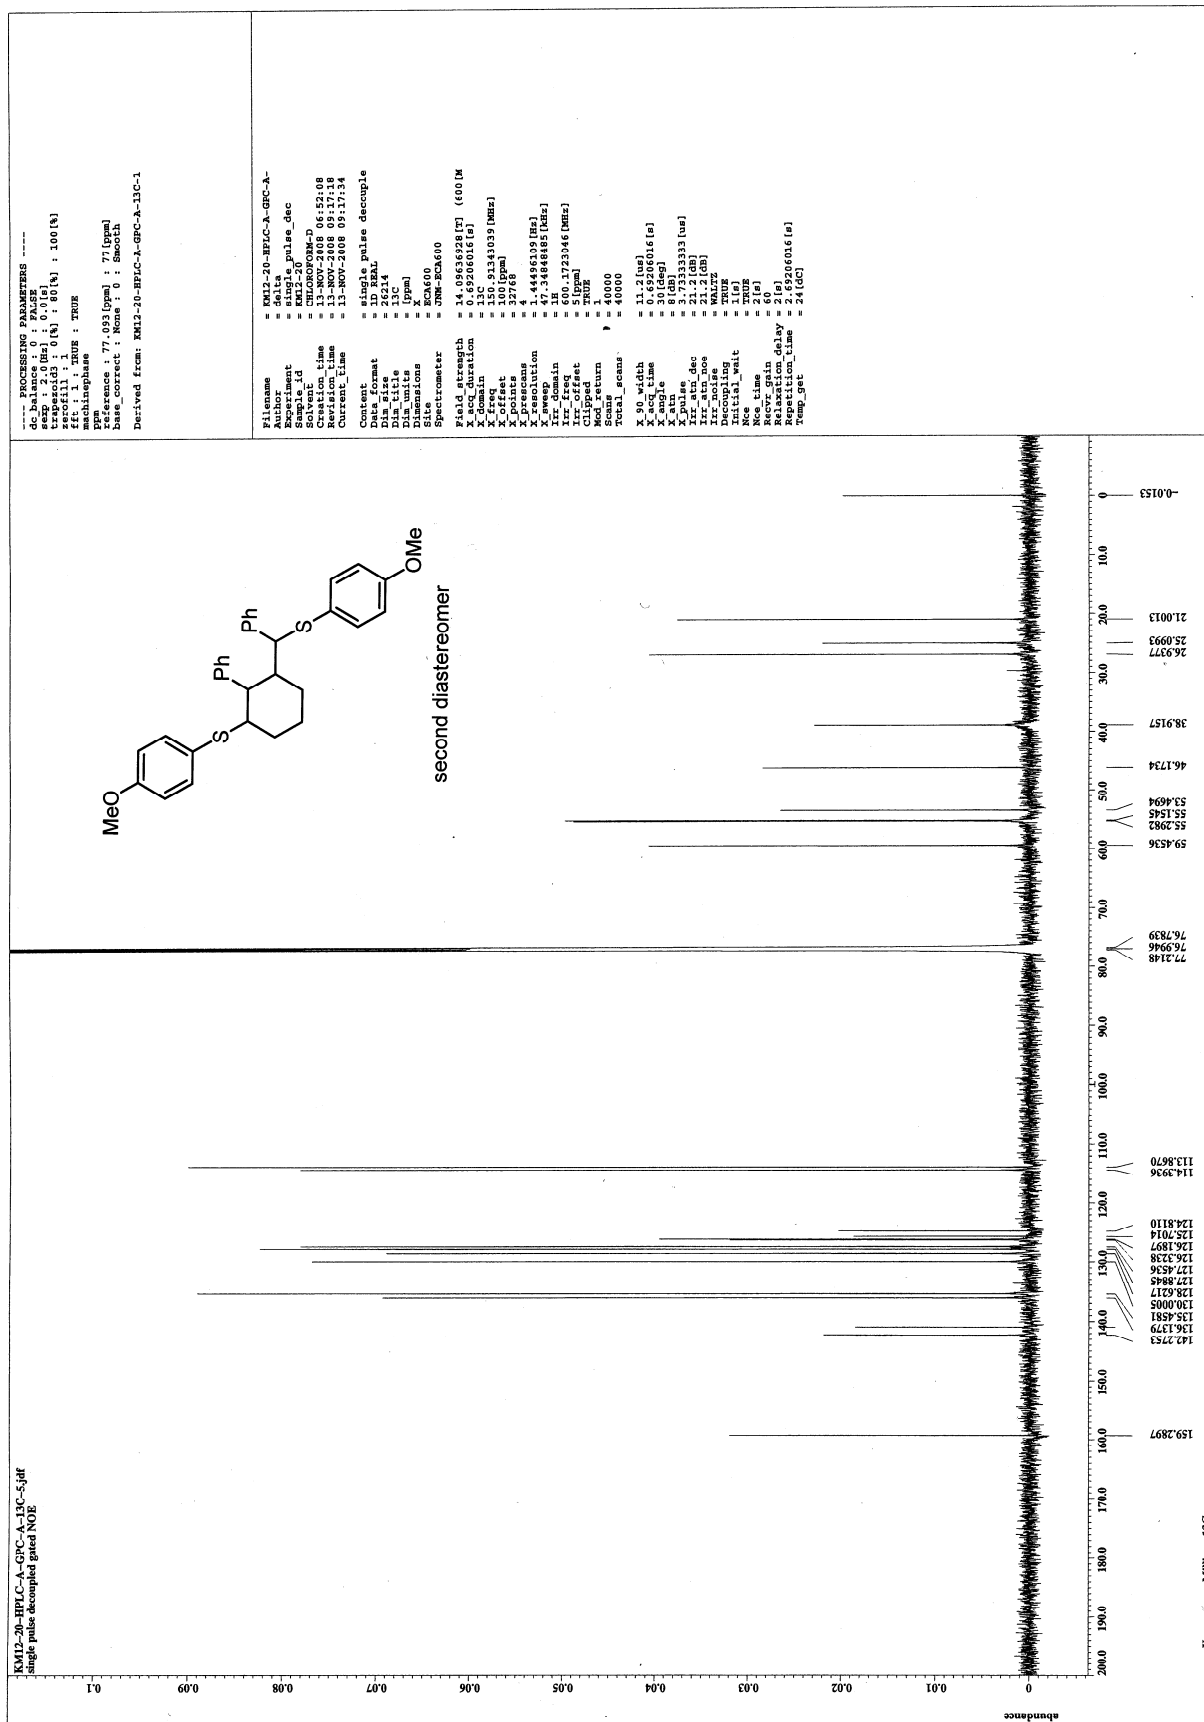 ---- PROCESSING PARAMETERS ----
dc_balance : 0 : FALSE
sexp : 2.0[Hz] : 0.0[s]
trapezoid3 : 0[%] : 80[%] : 100[%]
zerofill : 1
fft : 1 : TRUE : TRUE
machinephase
ppm
reference : 77.093[ppm] : 77[ppm]
base_correct : None : 0 : Smooth
Derived from: KM12-20-HPLC-A-GPC-A-13C-1
Filename = KM12-20-HPLC-A-GPC-A-
Author = delta
Experiment = single_pulse_dec
Sample_id = KM12-20
Solvent = CHLOROFORM-D
Creation_time = 13-NOV-2008 06:52:08
Revision_time = 13-NOV-2008 09:17:18
Current_time = 13-NOV-2008 09:17:34
Content = single pulse decouple
Data_format = 1D REAL
Dim_size = 26214
Dim_title = 13C
Dim_units = [ppm]
Dimensions = X
Site = ECA600
Spectrometer = JNM-ECA600
Field_strength = 14.09636928[T] (600[M
X_acq_duration = 0.69206016[s]
X_domain = 13C
X_freq = 150.91343039[MHz]
X_offset = 100[ppm]
X_points = 32768
X_prescans = 4
X_resolution = 1.44496109[Hz]
X_sweep = 47.34848485[kHz]
Irr_domain = 1H
Irr_freq = 600.1723046[MHz]
Irr_offset = 5[ppm]
Clipped = TRUE
Mod_return = 1
Scans = 40000
Total_scans = 40000
X_90_width = 11.2[us]
X_acq_time = 0.69206016[s]
X_angle = 30[deg]
X_atn = 8[dB]
X_pulse = 3.73333333[us]
Irr_atn_dec = 21.2[dB]
Irr_atn_noe = 21.2[dB]
Irr_noise = WALTZ
Decoupling = TRUE
Initial_wait = 1[s]
Noe = TRUE
Noe_time = 2[s]
Recvr_gain = 60
Relaxation_delay = 2[s]
Repetition_time = 2.69206016[s]
Temp_get = 24[dC]
KM12-20-HPLC-A-GPC-A-13C-5.jdf
single pulse decoupled gated NOE
MeO
S
Ph
Ph
S
OMe
second diastereomer
abundance
0 0.01 0.02 0.03 0.04 0.05 0.06 0.07 0.08 0.09 0.1
200.0 190.0 180.0 170.0 160.0 150.0 140.0 130.0 120.0 110.0 100.0 90.0 80.0 70.0 60.0 50.0 40.0 30.0 20.0 10.0 0
159.2897
142.2753
136.1379
135.4581
130.0005
128.6217
127.8845
127.4536
126.3238
126.1897
125.7014
124.8110
114.3936
113.8670
77.2148
76.9946
76.7839
59.4536
55.2982
55.1545
53.4694
46.1734
38.9157
26.9377
25.0993
21.0013
-0.0153